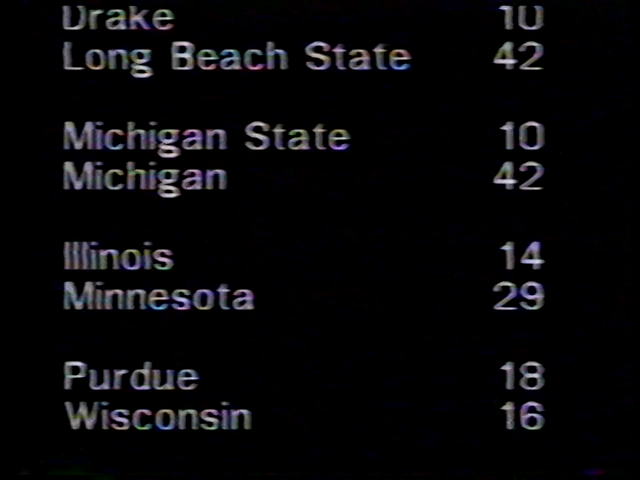 Drake 10
Long Beach State 42
Michigan State 10
Michigan 42
Illinois 14
Minnesota 29
Purdue 18
Wisconsin 16